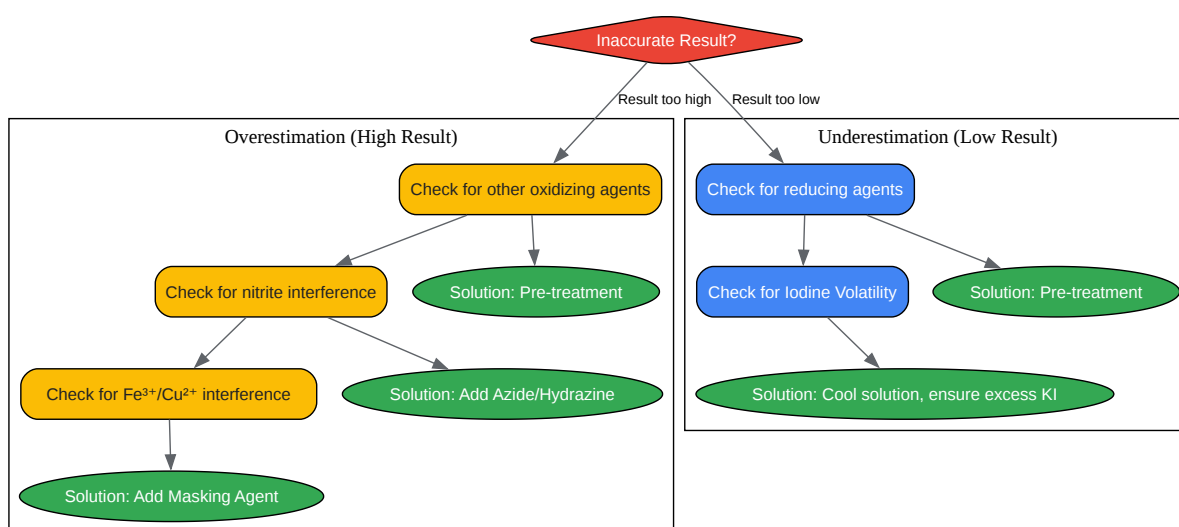 Inaccurate Result?
Result too high
Result too low
Overestimation (High Result)
Underestimation (Low Result)
Check for other oxidizing agents
Check for reducing agents
Check for nitrite interference
Solution: Pre-treatment
Check for Iodine Volatility
Solution: Pre-treatment
Check for Fe³⁺/Cu²⁺ interference
Solution: Add Azide/Hydrazine
Solution: Cool solution, ensure excess KI
Solution: Add Masking Agent